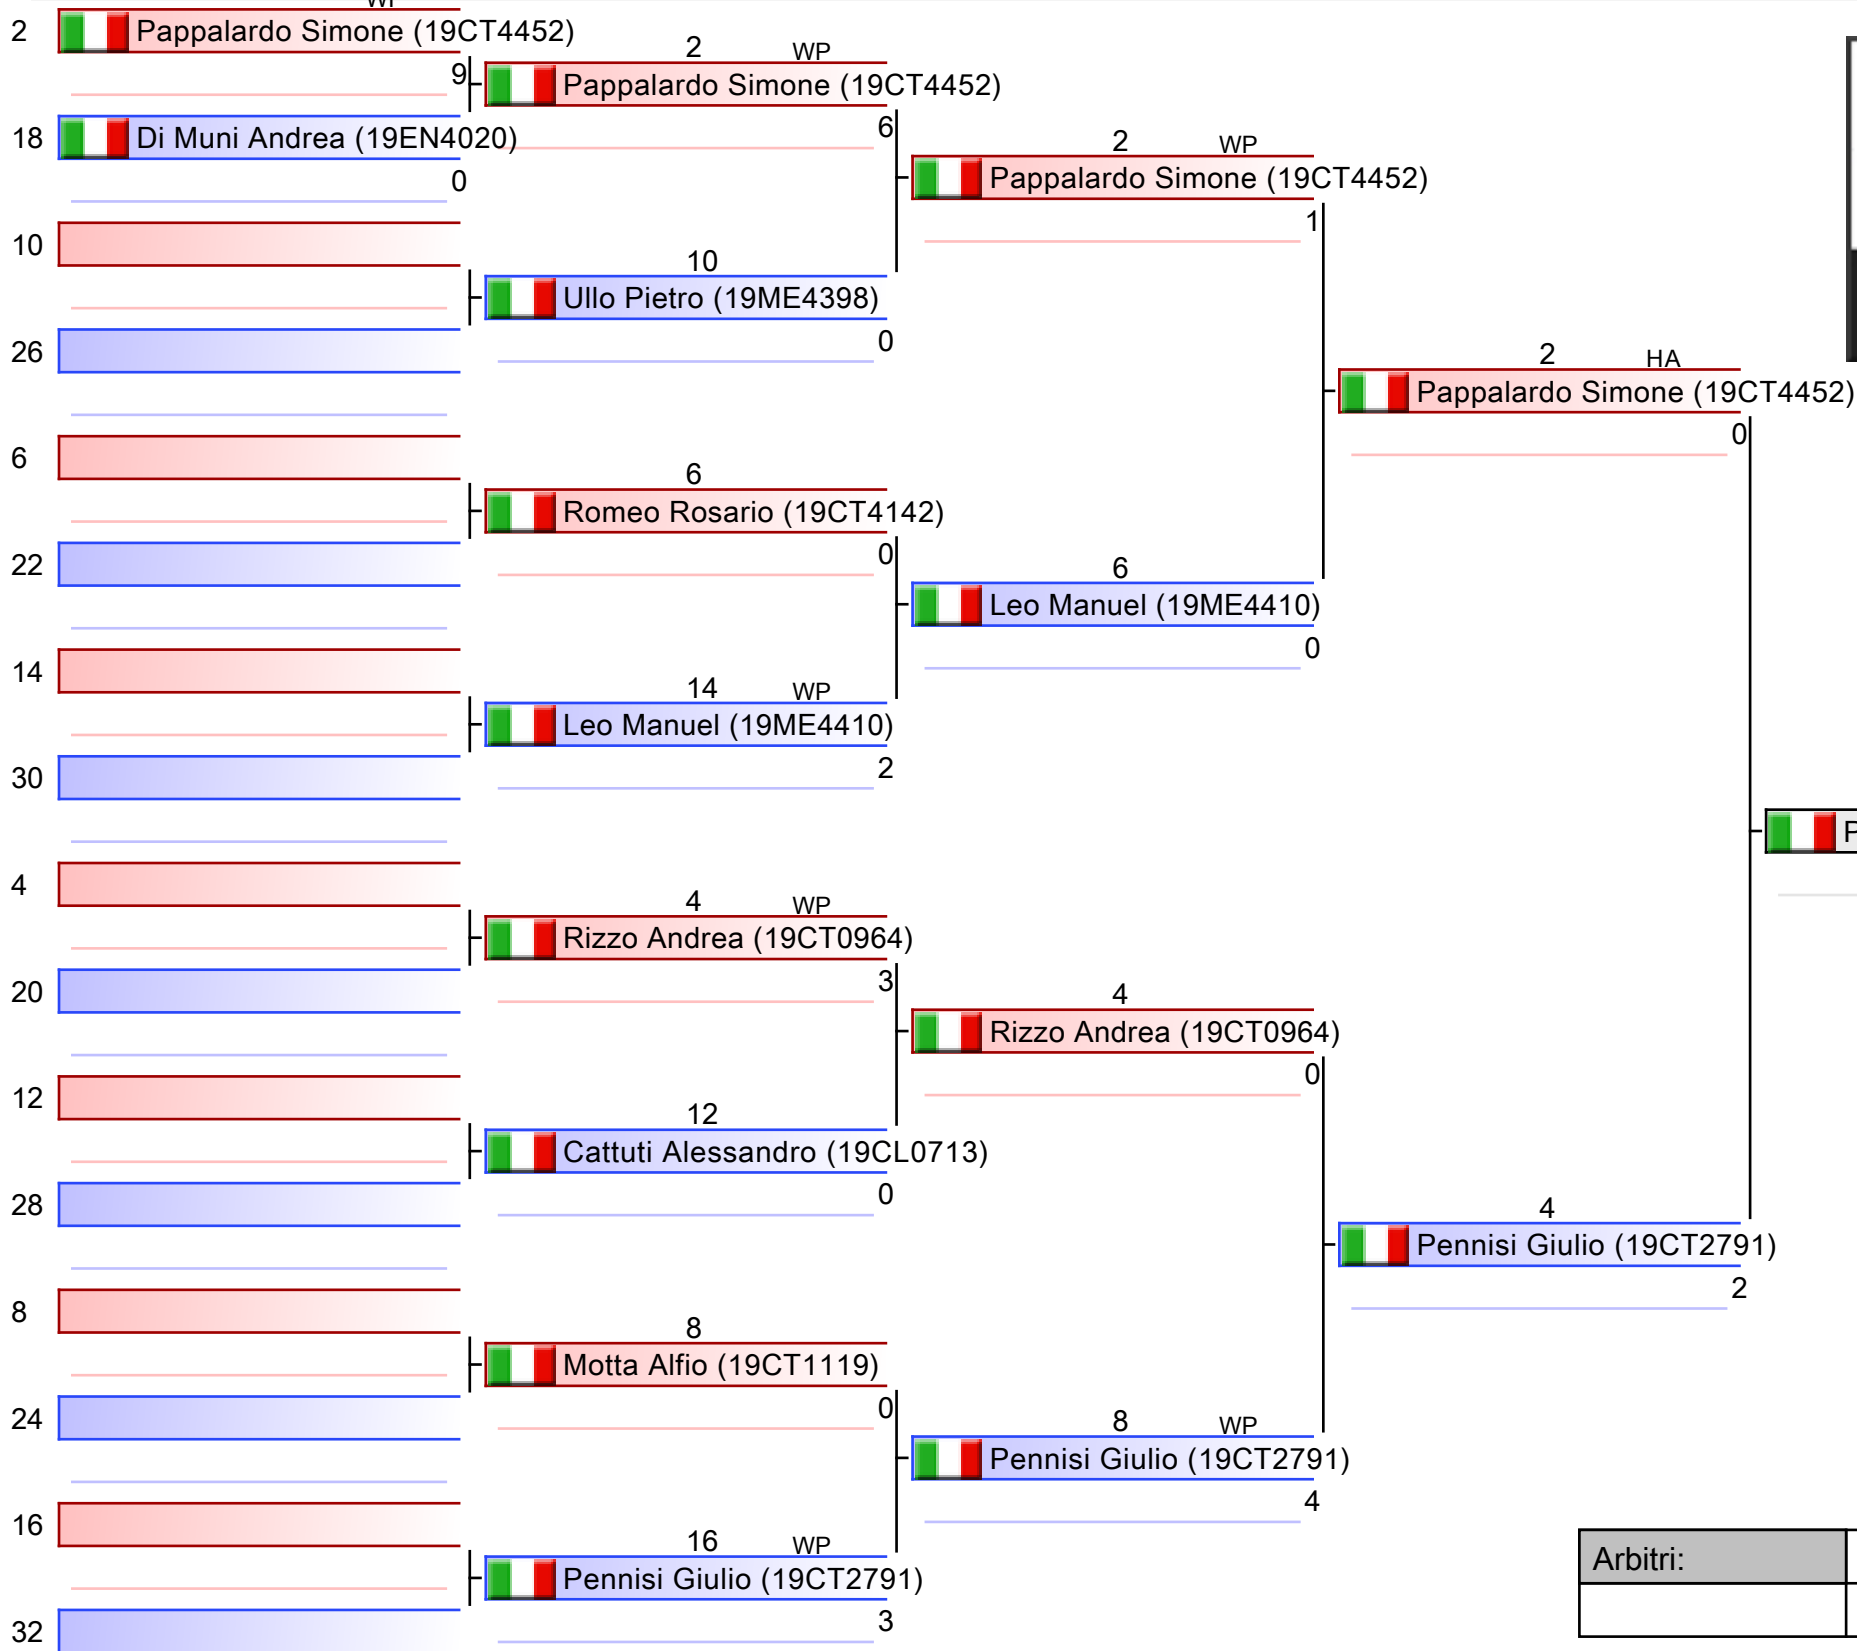 2 Pappalardo Simone (19CT4452)
9
18 Di Muni Andrea (19EN4020)
0
10
26
6
22
14
30
4
20
12
28
8
24
16
32
2 WP
Pappalardo Simone (19CT4452)
6
10
Ullo Pietro (19ME4398)
0
6
Romeo Rosario (19CT4142)
0
14 WP
Leo Manuel (19ME4410)
2
4 WP
Rizzo Andrea (19CT0964)
3
12
Cattuti Alessandro (19CL0713)
0
8
Motta Alfio (19CT1119)
0
16 WP
Pennisi Giulio (19CT2791)
3
2 WP
Pappalardo Simone (19CT4452)
1
6
Leo Manuel (19ME4410)
0
4
Rizzo Andrea (19CT0964)
0
8 WP
Pennisi Giulio (19CT2791)
4
2 HA
Pappalardo Simone (19CT4452)
0
4
Pennisi Giulio (19CT2791)
2
Arbitri: